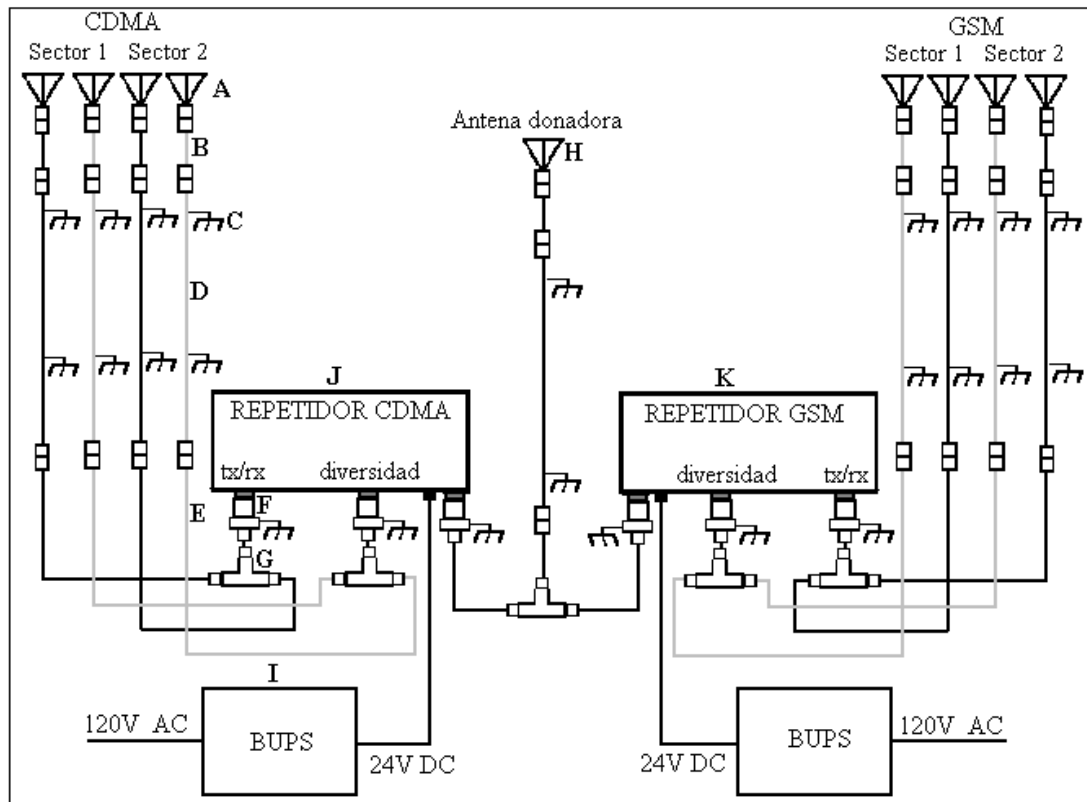 CDMA
Sector 1 Sector 2
GSM
Sector 1 Sector 2
A
Antena donadora
H
B
C
D
J
K
REPETIDOR CDMA
REPETIDOR GSM
tx/rx diversidad
diversidad tx/rx
E
F
G
I
120V AC
BUPS
24V DC
24V DC
BUPS
120V AC